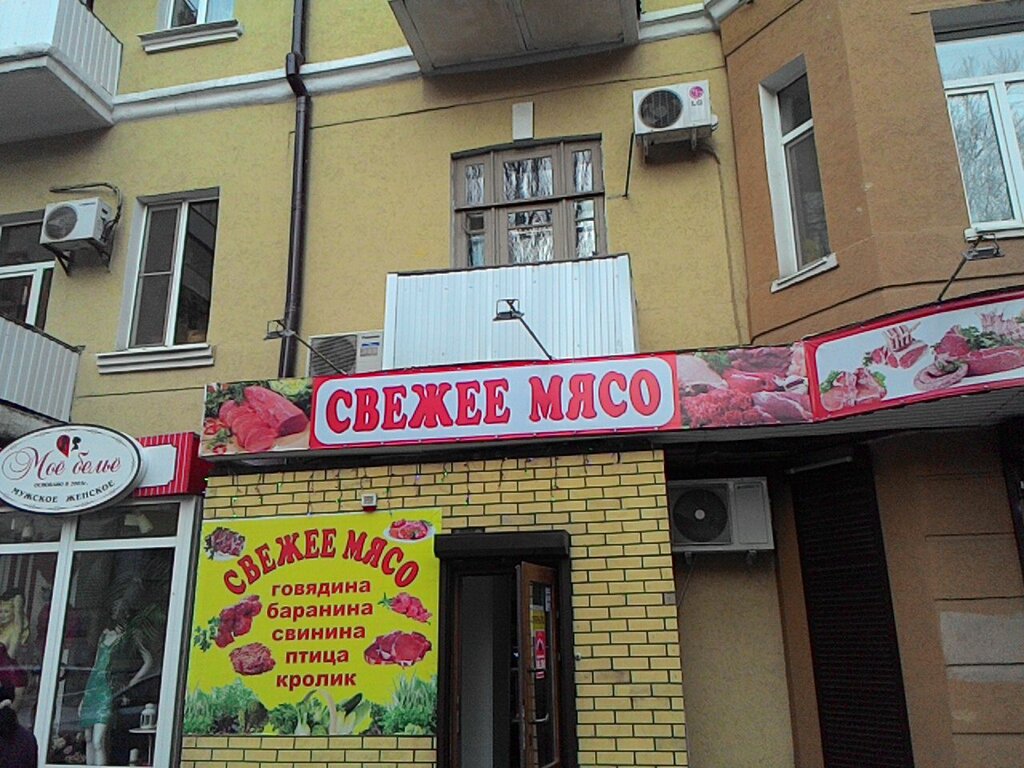 LG
СВЕЖЕЕ МЯСО
Моё бельё
МУЖСКОЕ ЖЕНСКОЕ
СВЕЖЕЕ МЯСО
говядина
баранина
свинина
птица
кролик